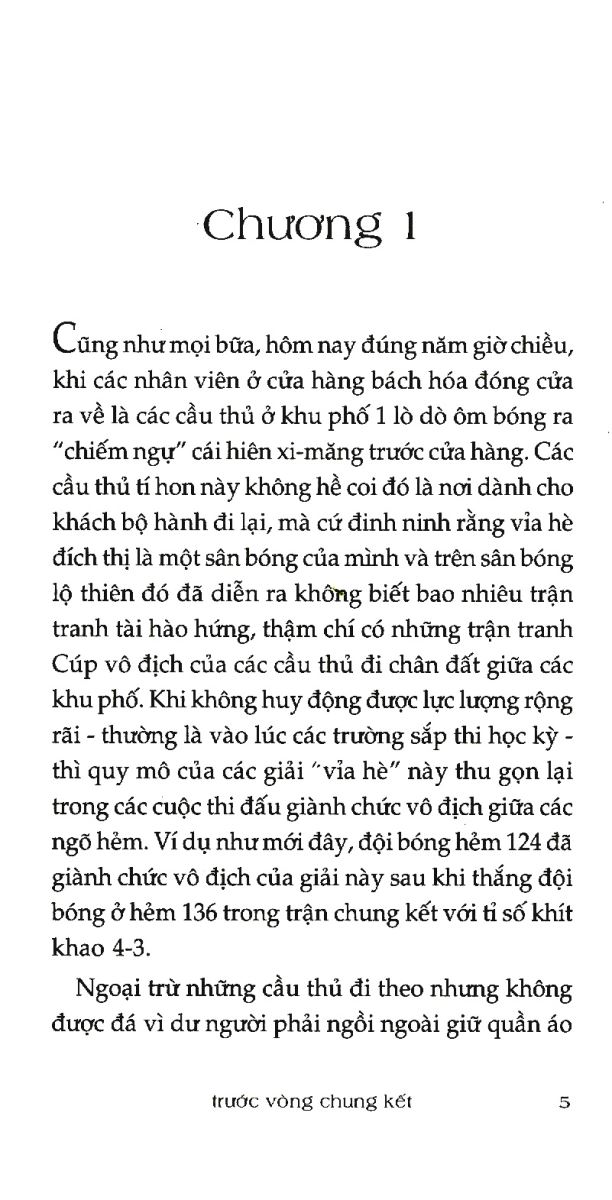 Chương 1
Cũng như mọi bữa, hôm nay đúng năm giờ chiều,
khi các nhân viên ở cửa hàng bách hóa đóng cửa
ra về là các cầu thủ ở khu phố 1 lò dò ôm bóng ra
"chiếm ngự" cái hiên xi-măng trước cửa hàng. Các
cầu thủ tí hon này không hề coi đó là nơi dành cho
khách bộ hành đi lại, mà cứ đinh ninh rằng vỉa hè
đích thị là một sân bóng của mình và trên sân bóng
lộ thiên đó đã diễn ra không biết bao nhiêu trận
tranh tài hào hứng, thậm chí có những trận tranh
Cúp vô địch của các cầu thủ đi chân đất giữa các
khu phố. Khi không huy động được lực lượng rộng
rãi - thường là vào lúc các trường sắp thi học kỳ -
thì quy mô của các giải "vỉa hè" này thu gọn lại
trong các cuộc thi đấu giành chức vô địch giữa các
ngõ hẻm. Ví dụ như mới đây, đội bóng hẻm 124 đã
giành chức vô địch của giải này sau khi thắng đội
bóng ở hẻm 136 trong trận chung kết với tỉ số khít
khao 4-3.
Ngoại trừ những cầu thủ đi theo nhưng không
được đá vì dư người phải ngồi ngoài giữ quần áo
trước vòng chung kết 5